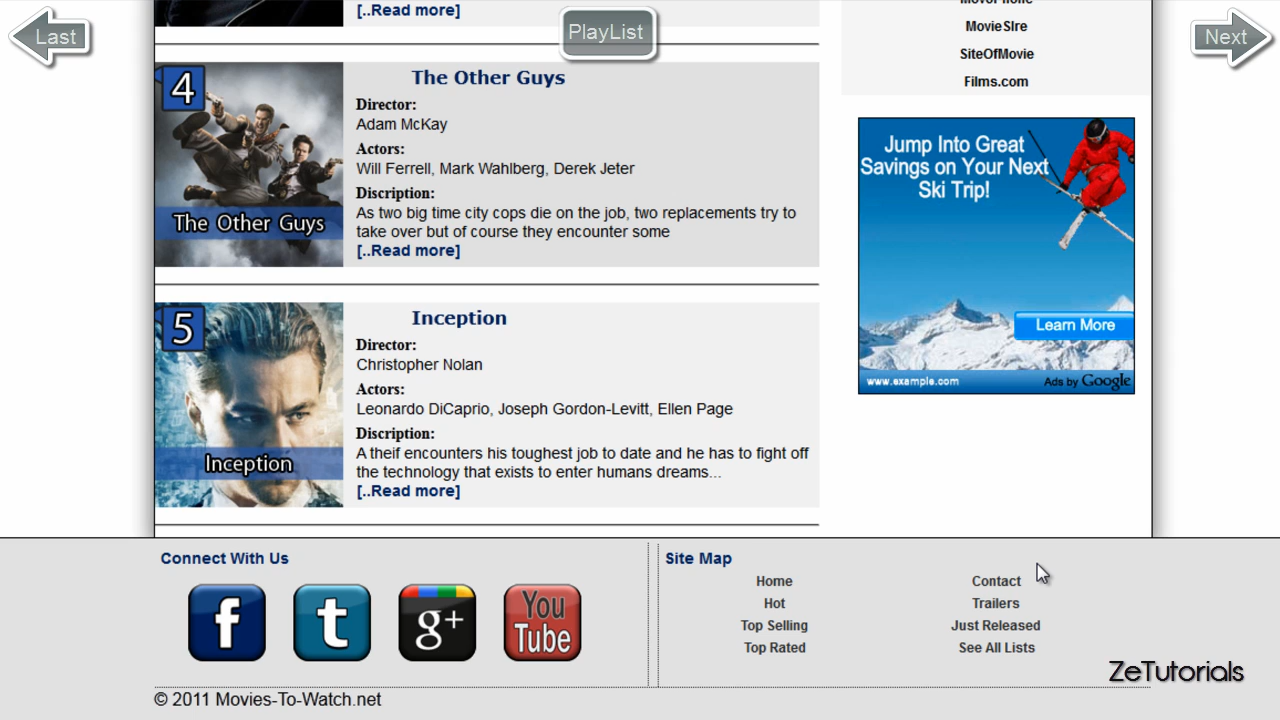 [..Read more]
Last
PlayList
Next
MovieSIre
SiteOfMovie
Films.com
4
The Other Guys
The Other Guys
Director:
Adam McKay
Actors:
Will Ferrell, Mark Wahlberg, Derek Jeter
Discription:
As two big time city cops die on the job, two replacements try to
take over but of course they encounter some
[..Read more]
Jump Into Great
Savings on Your Next
Ski Trip!
Learn More
www.example.com
Ads by Google
5
Inception
Inception
Director:
Christopher Nolan
Actors:
Leonardo DiCaprio, Joseph Gordon-Levitt, Ellen Page
Discription:
A theif encounters his toughest job to date and he has to fight off
the technology that exists to enter humans dreams...
[..Read more]
Connect With Us
f
t
g+
You
Tube
Site Map
Home
Hot
Top Selling
Top Rated
Contact
Trailers
Just Released
See All Lists
ZeTutorials
© 2011 Movies-To-Watch.net